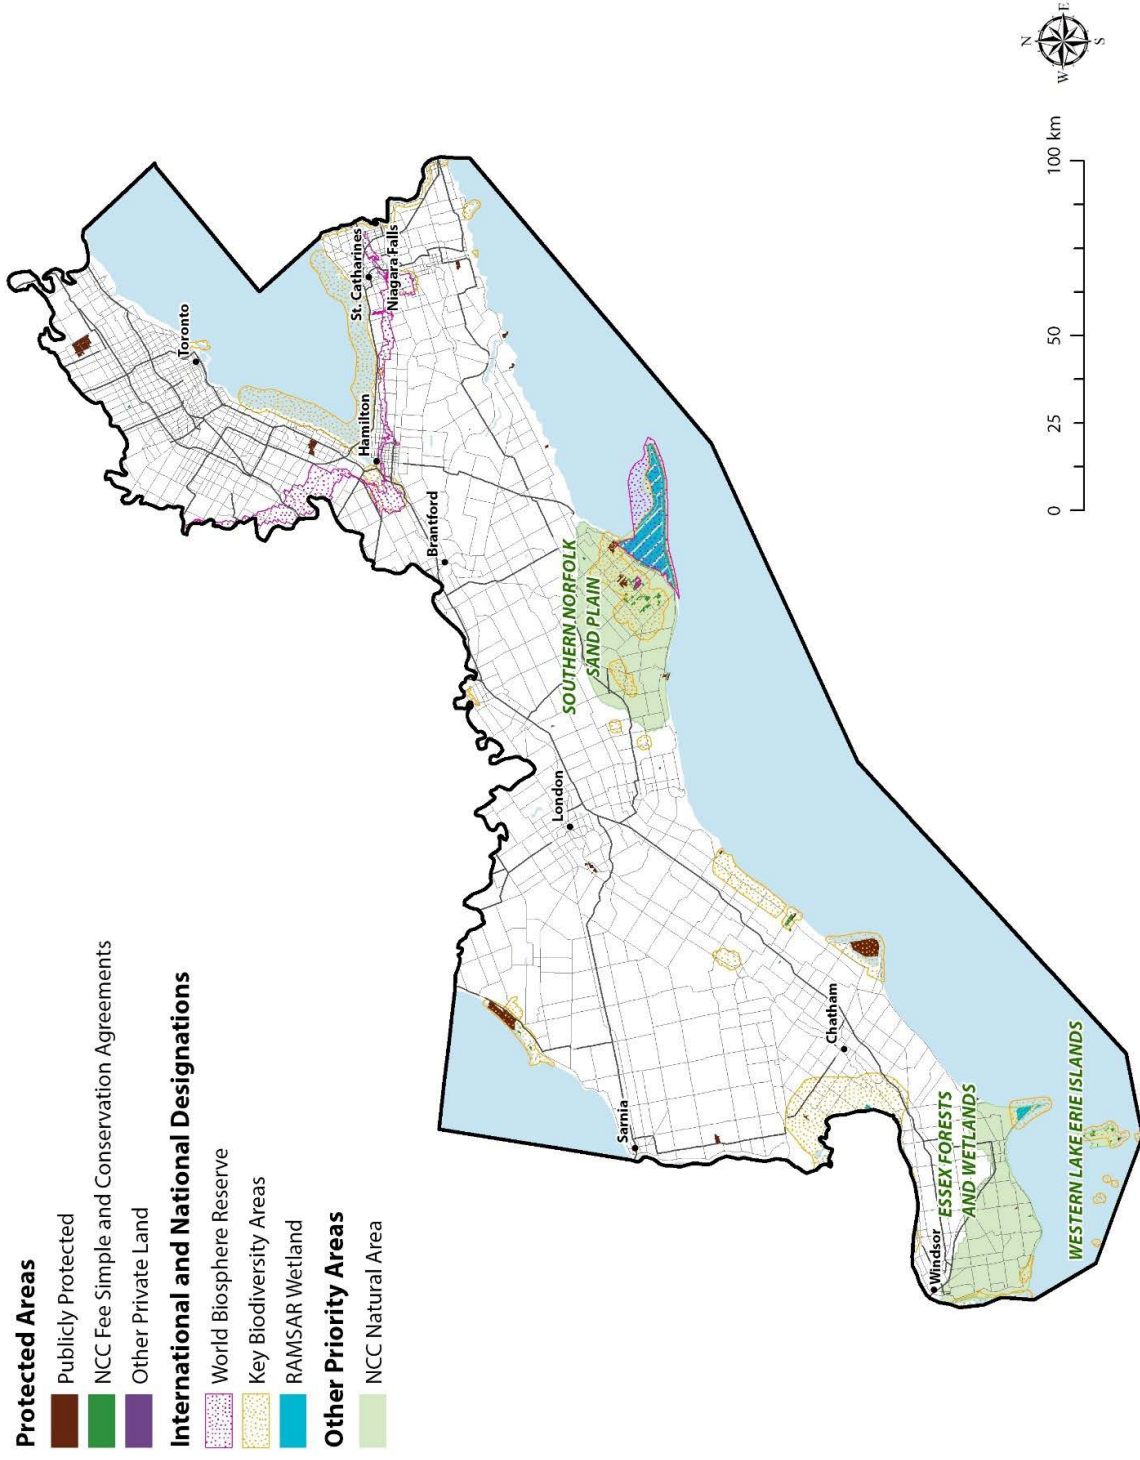 Protected Areas
Publicly Protected
NCC Fee Simple and Conservation Agreements
Other Private Land
International and National Designations
World Biosphere Reserve
Key Biodiversity Areas
RAMSAR Wetland
Other Priority Areas
NCC Natural Area
Toronto
St. Catharines
Niagara Falls
Hamilton
Brantford
SOUTHERN NORFOLK
SAND PLAIN
London
Sarnia
Chatham
ESSEX FORESTS
AND WETLANDS
Windsor
WESTERN LAKE ERIE ISLANDS
0
25
50
100 km
N
E
S
W